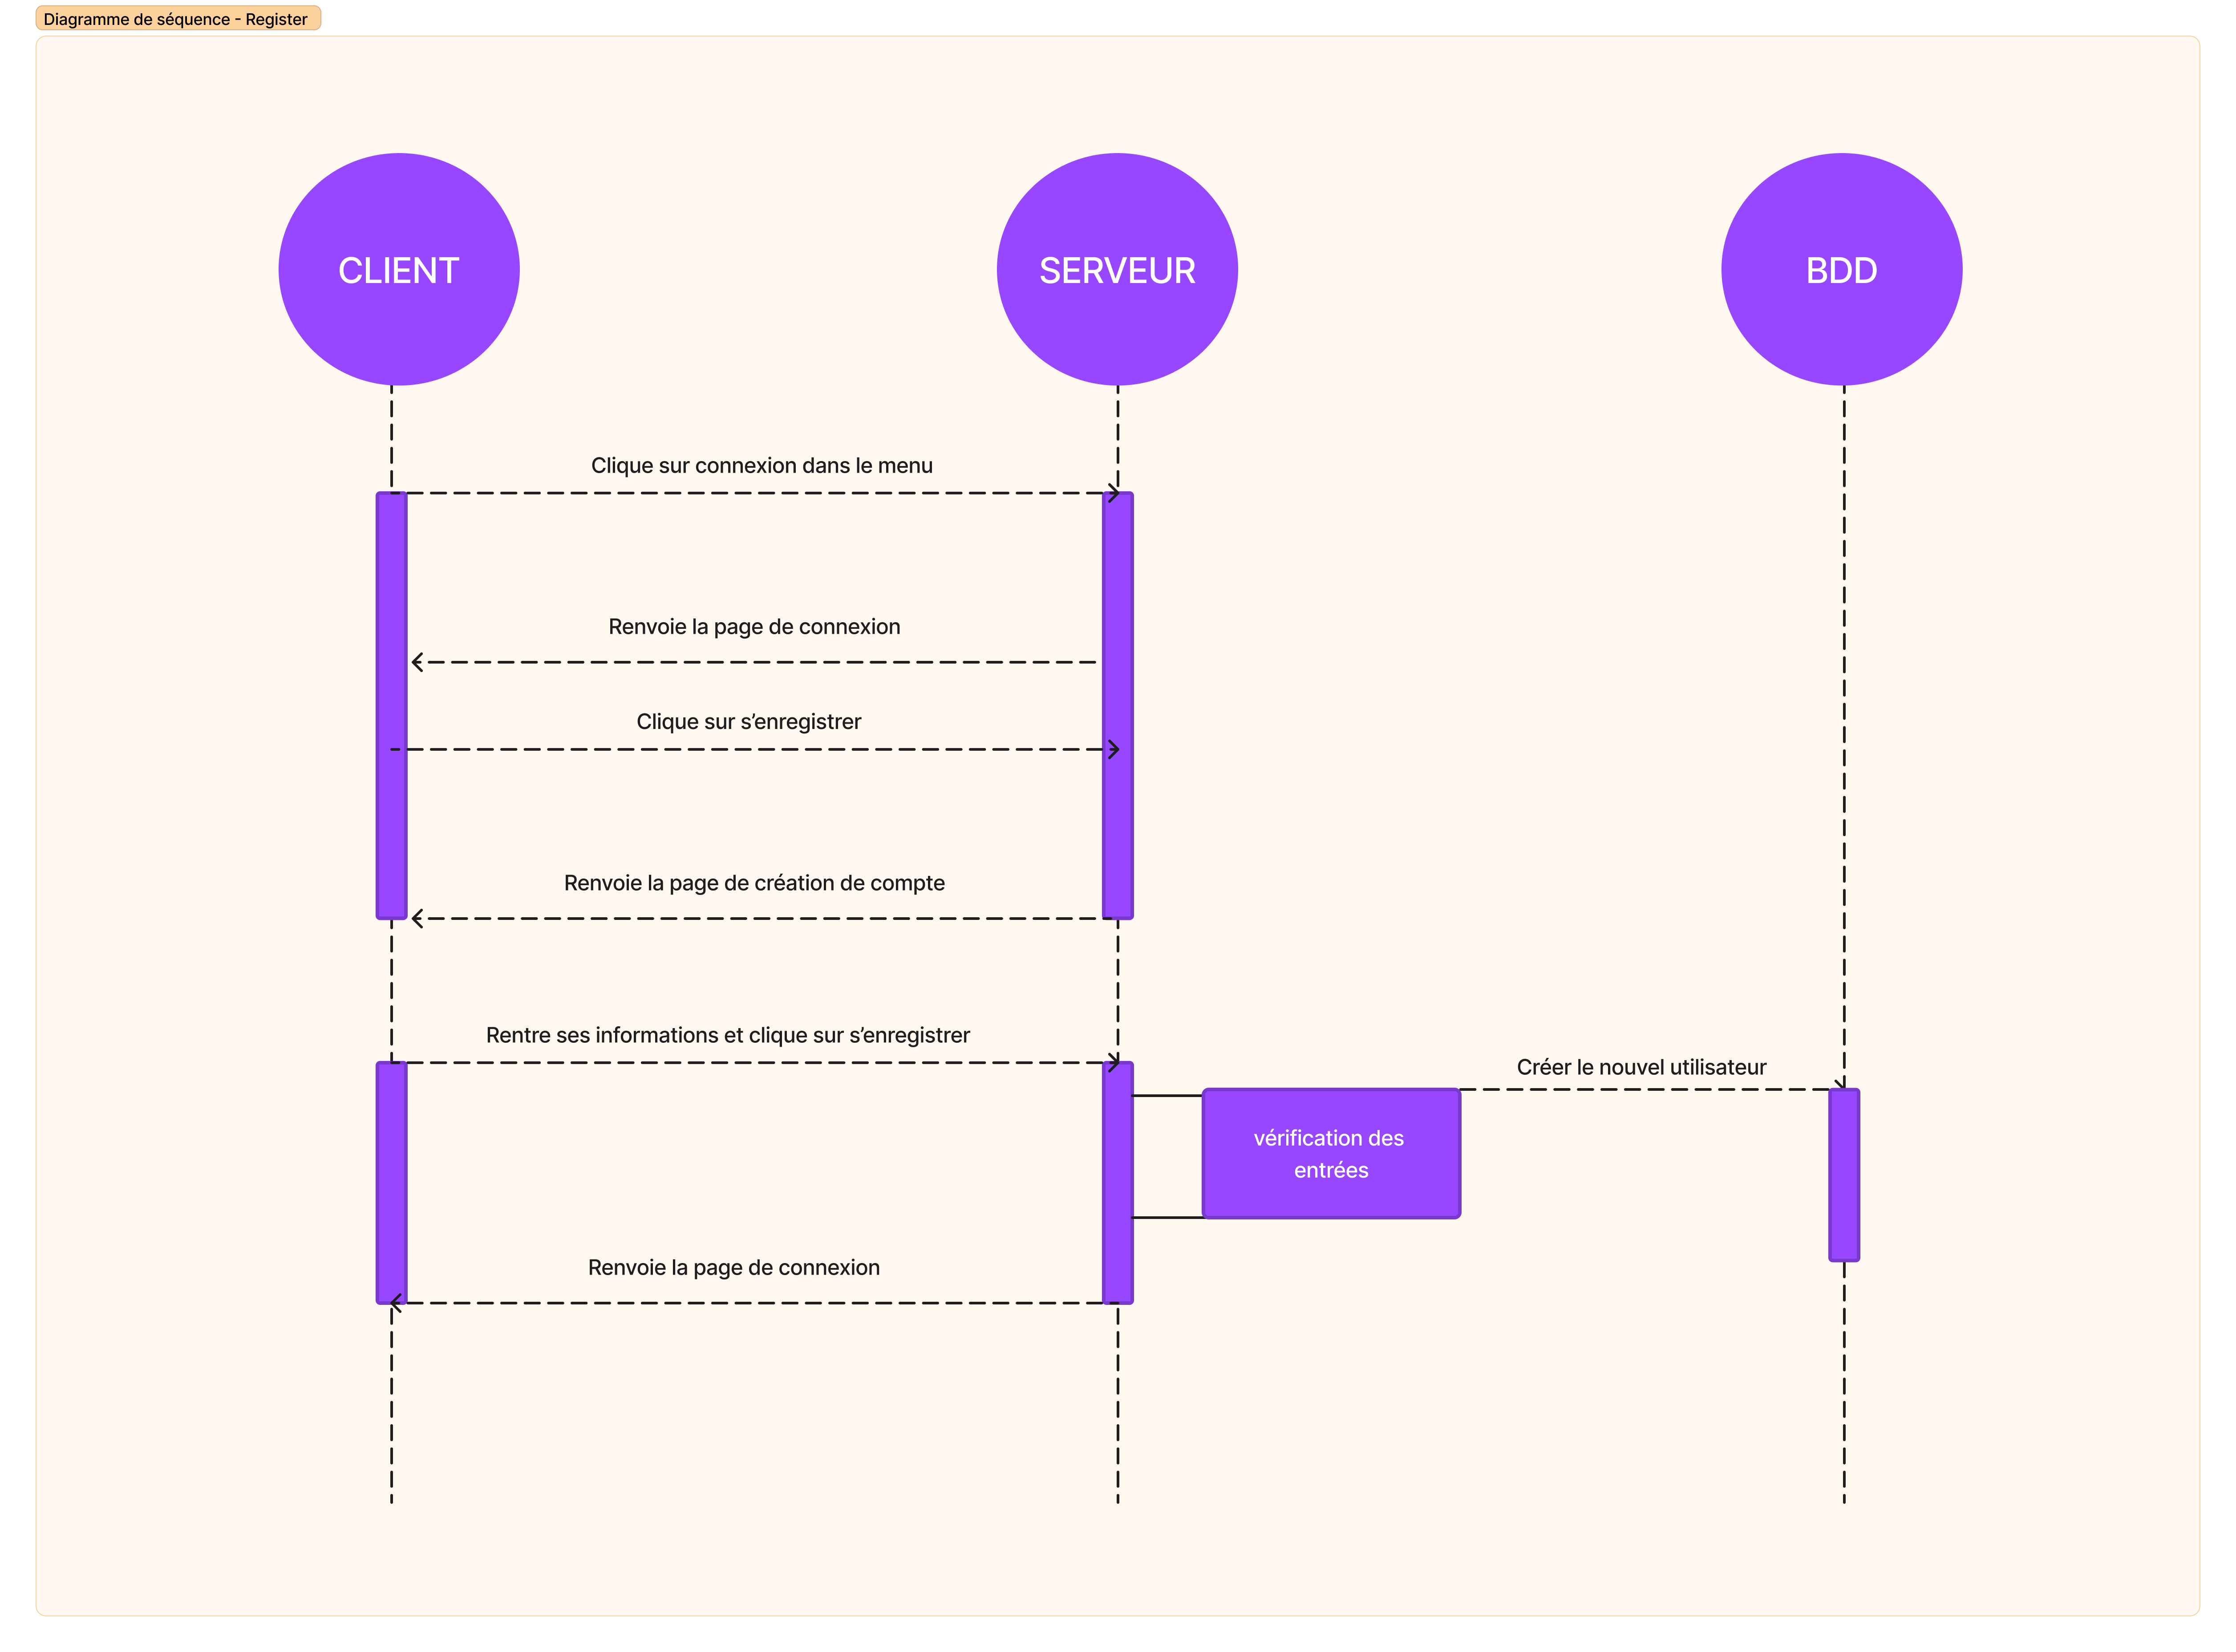 Diagramme de séquence - Register
CLIENT
SERVEUR
BDD
Clique sur connexion dans le menu
Renvoie la page de connexion
Clique sur s’enregistrer
Renvoie la page de création de compte
Rentre ses informations et clique sur s’enregistrer
Créer le nouvel utilisateur
vérification des
entrées
Renvoie la page de connexion